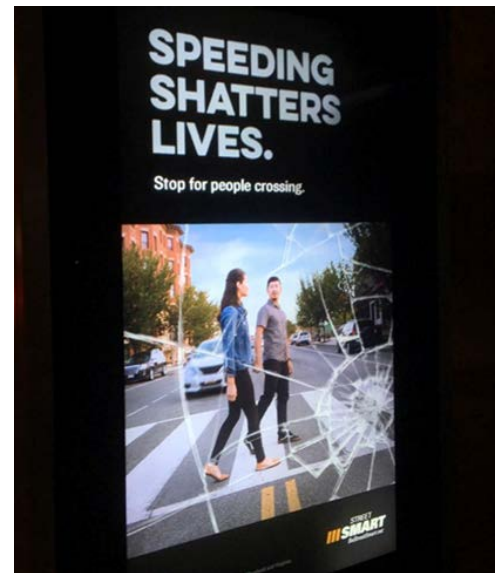 SPEEDING
SHATTERS
LIVES.
Stop for people crossing.
STREET
SMART